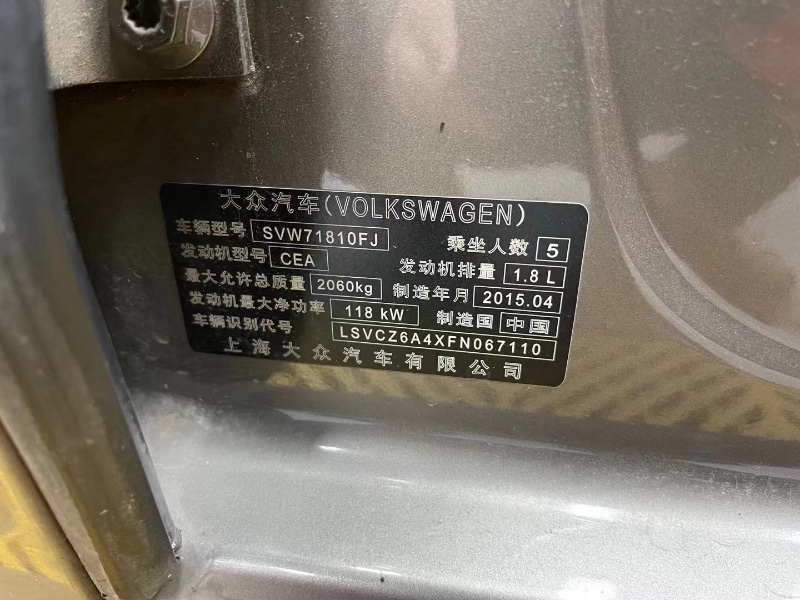 大众汽车(VOLKSWAGEN)
车辆型号 SVW71810FJ 乘坐人数 5
发动机型号 CEA 发动机排量 1.8 L
最大允许总质量 2060kg 制造年月 2015.04
发动机最大净功率 118 kW 制造国 中国
车辆识别代号 LSVCZ6A4XFN067110
上海大众汽车有限公司